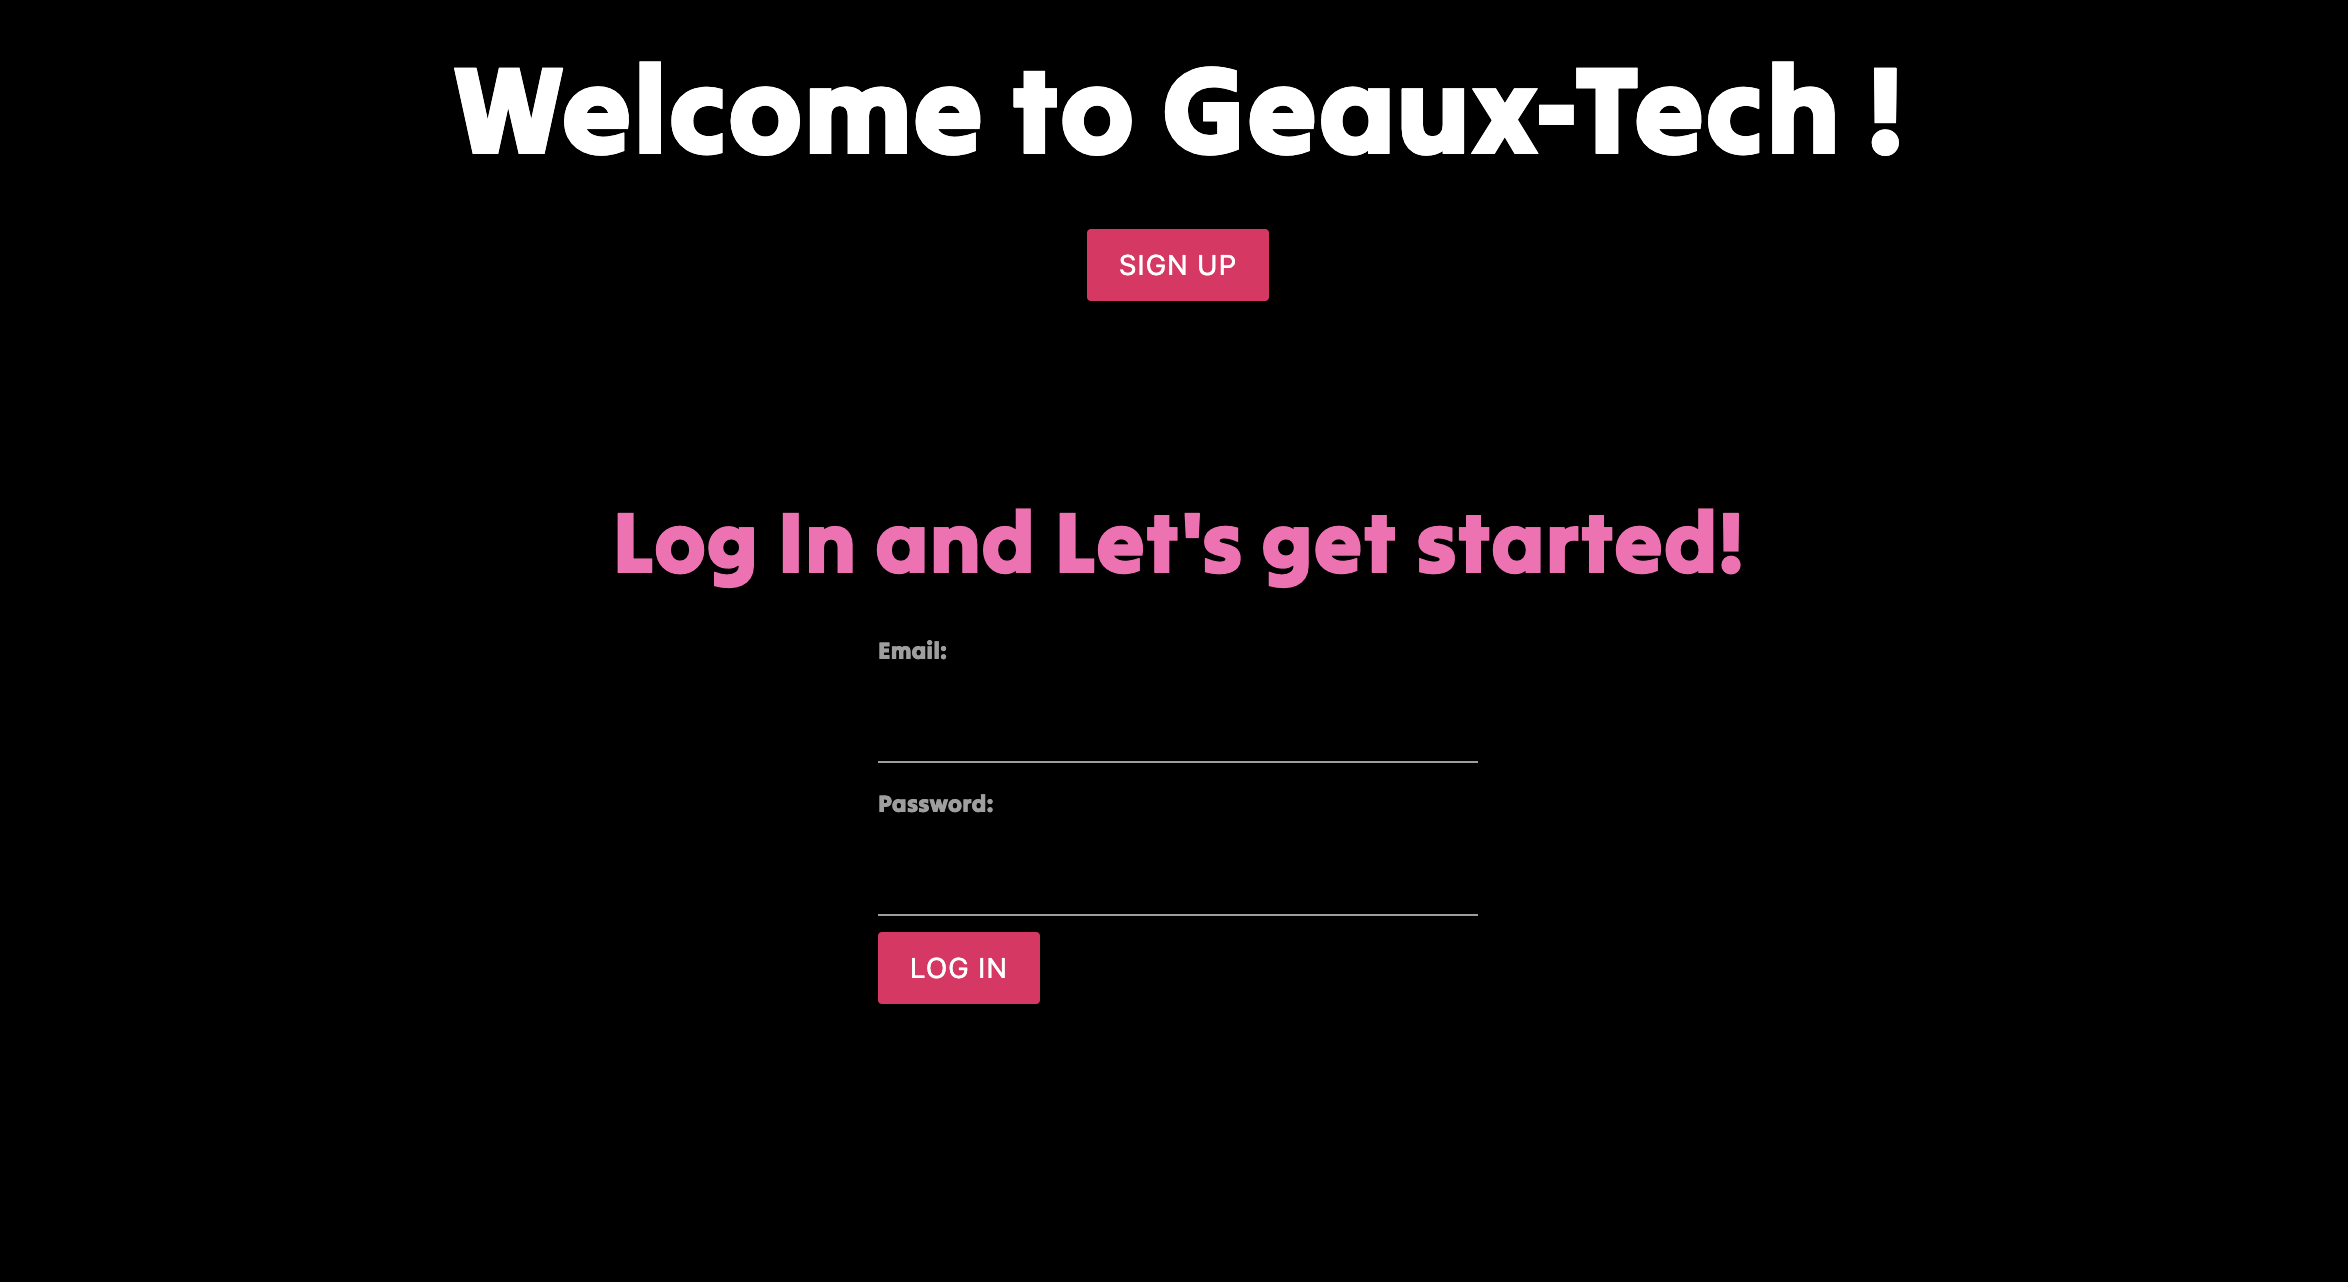 Welcome to Geaux-Tech !
SIGN UP
Log In and Let's get started!
Email:
Password:
LOG IN